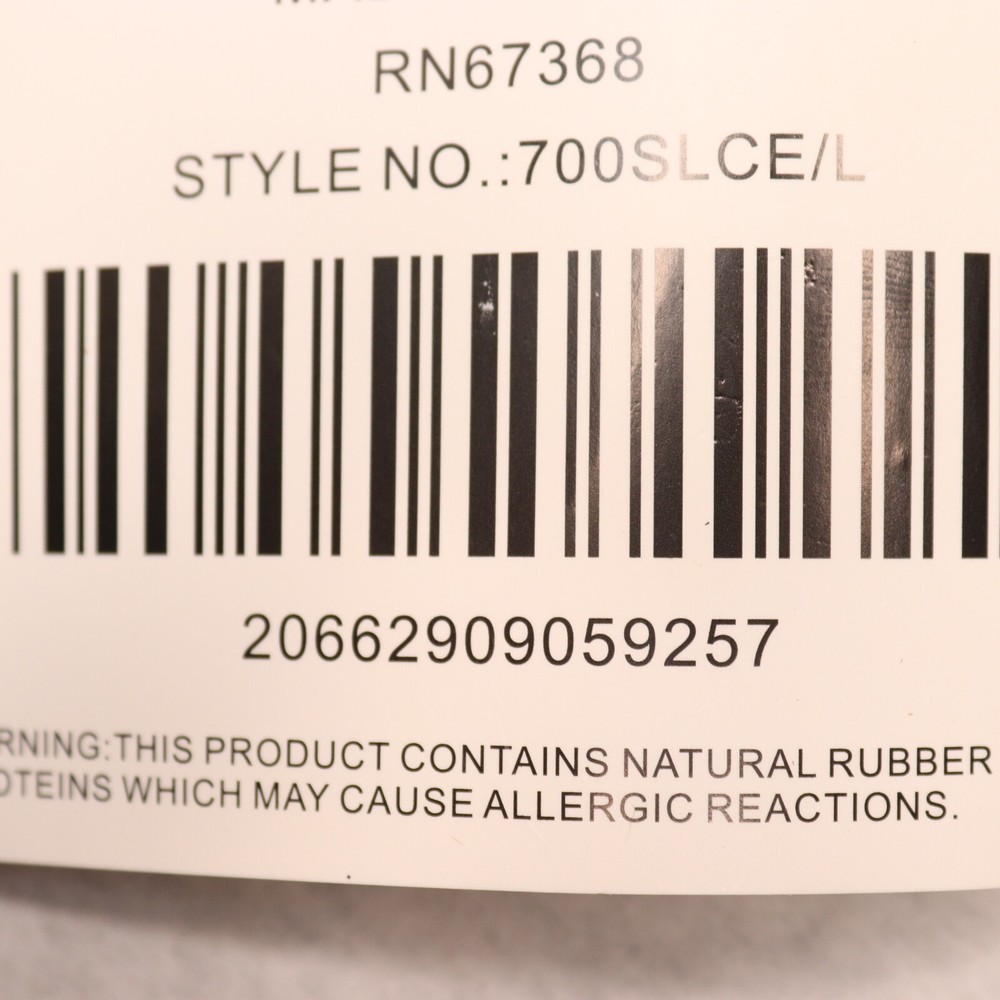 RN67368
STYLE NO.:700SLCE/L
20662909059257
RNING:THIS PRODUCT CONTAINS NATURAL RUBBER
OTEINS WHICH MAY CAUSE ALLERGIC REACTIONS.